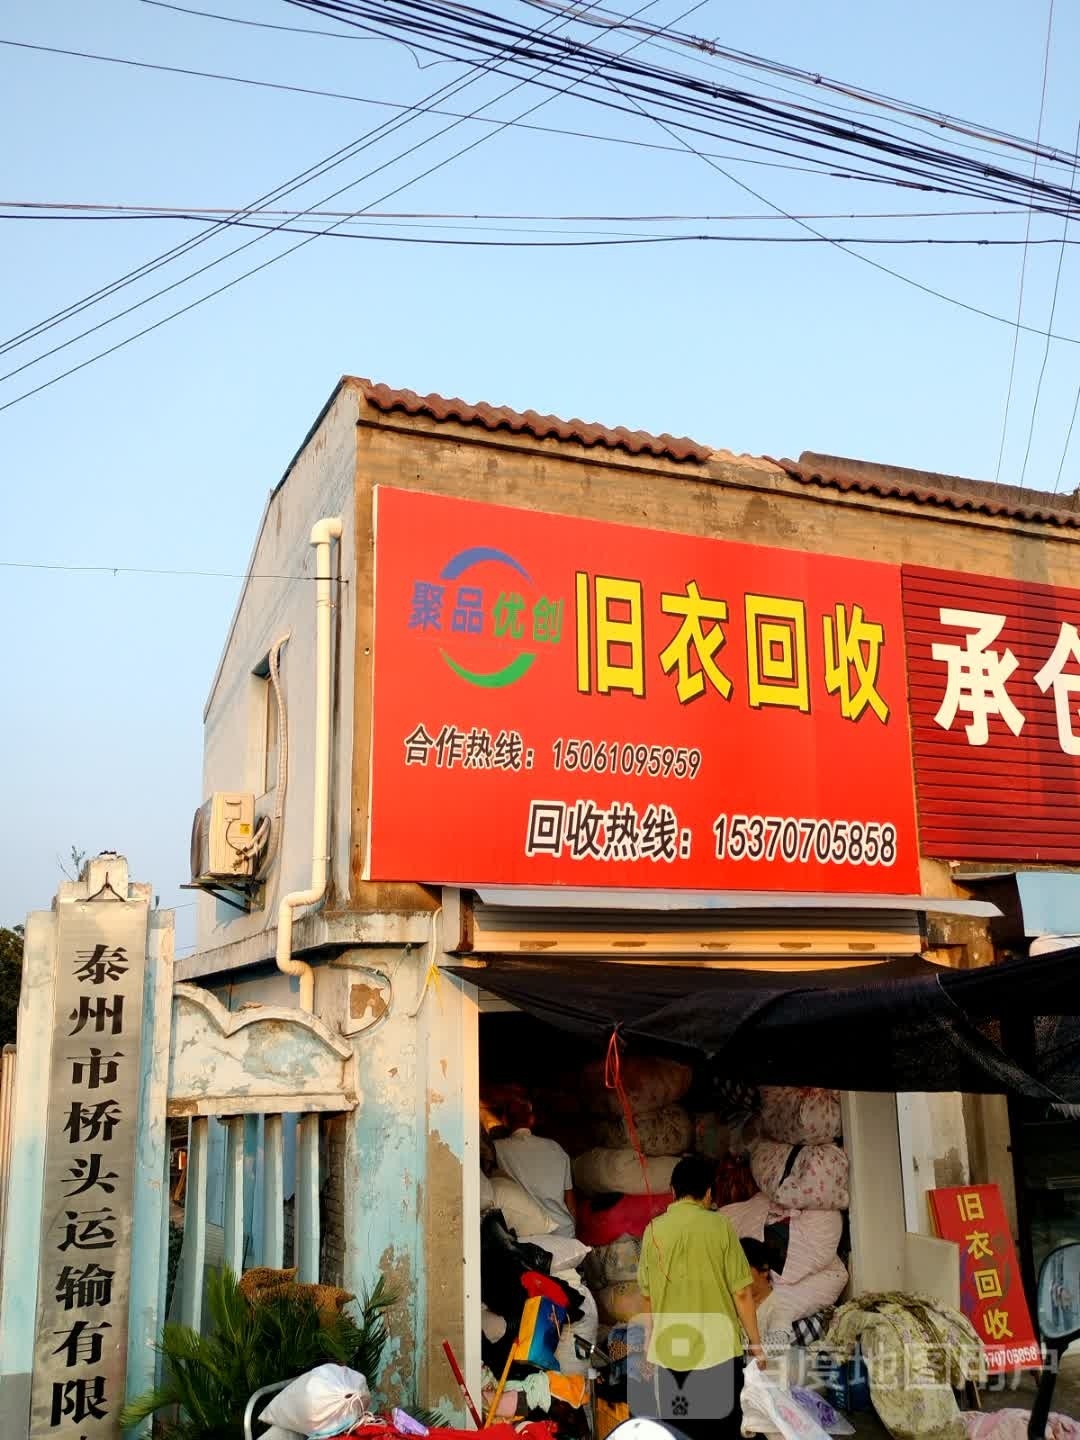 聚品优创
旧衣回收
合作热线：15061095959
回收热线：15370705858
承
泰州市桥头运输有限
旧衣回收
70705858
百度地图用户